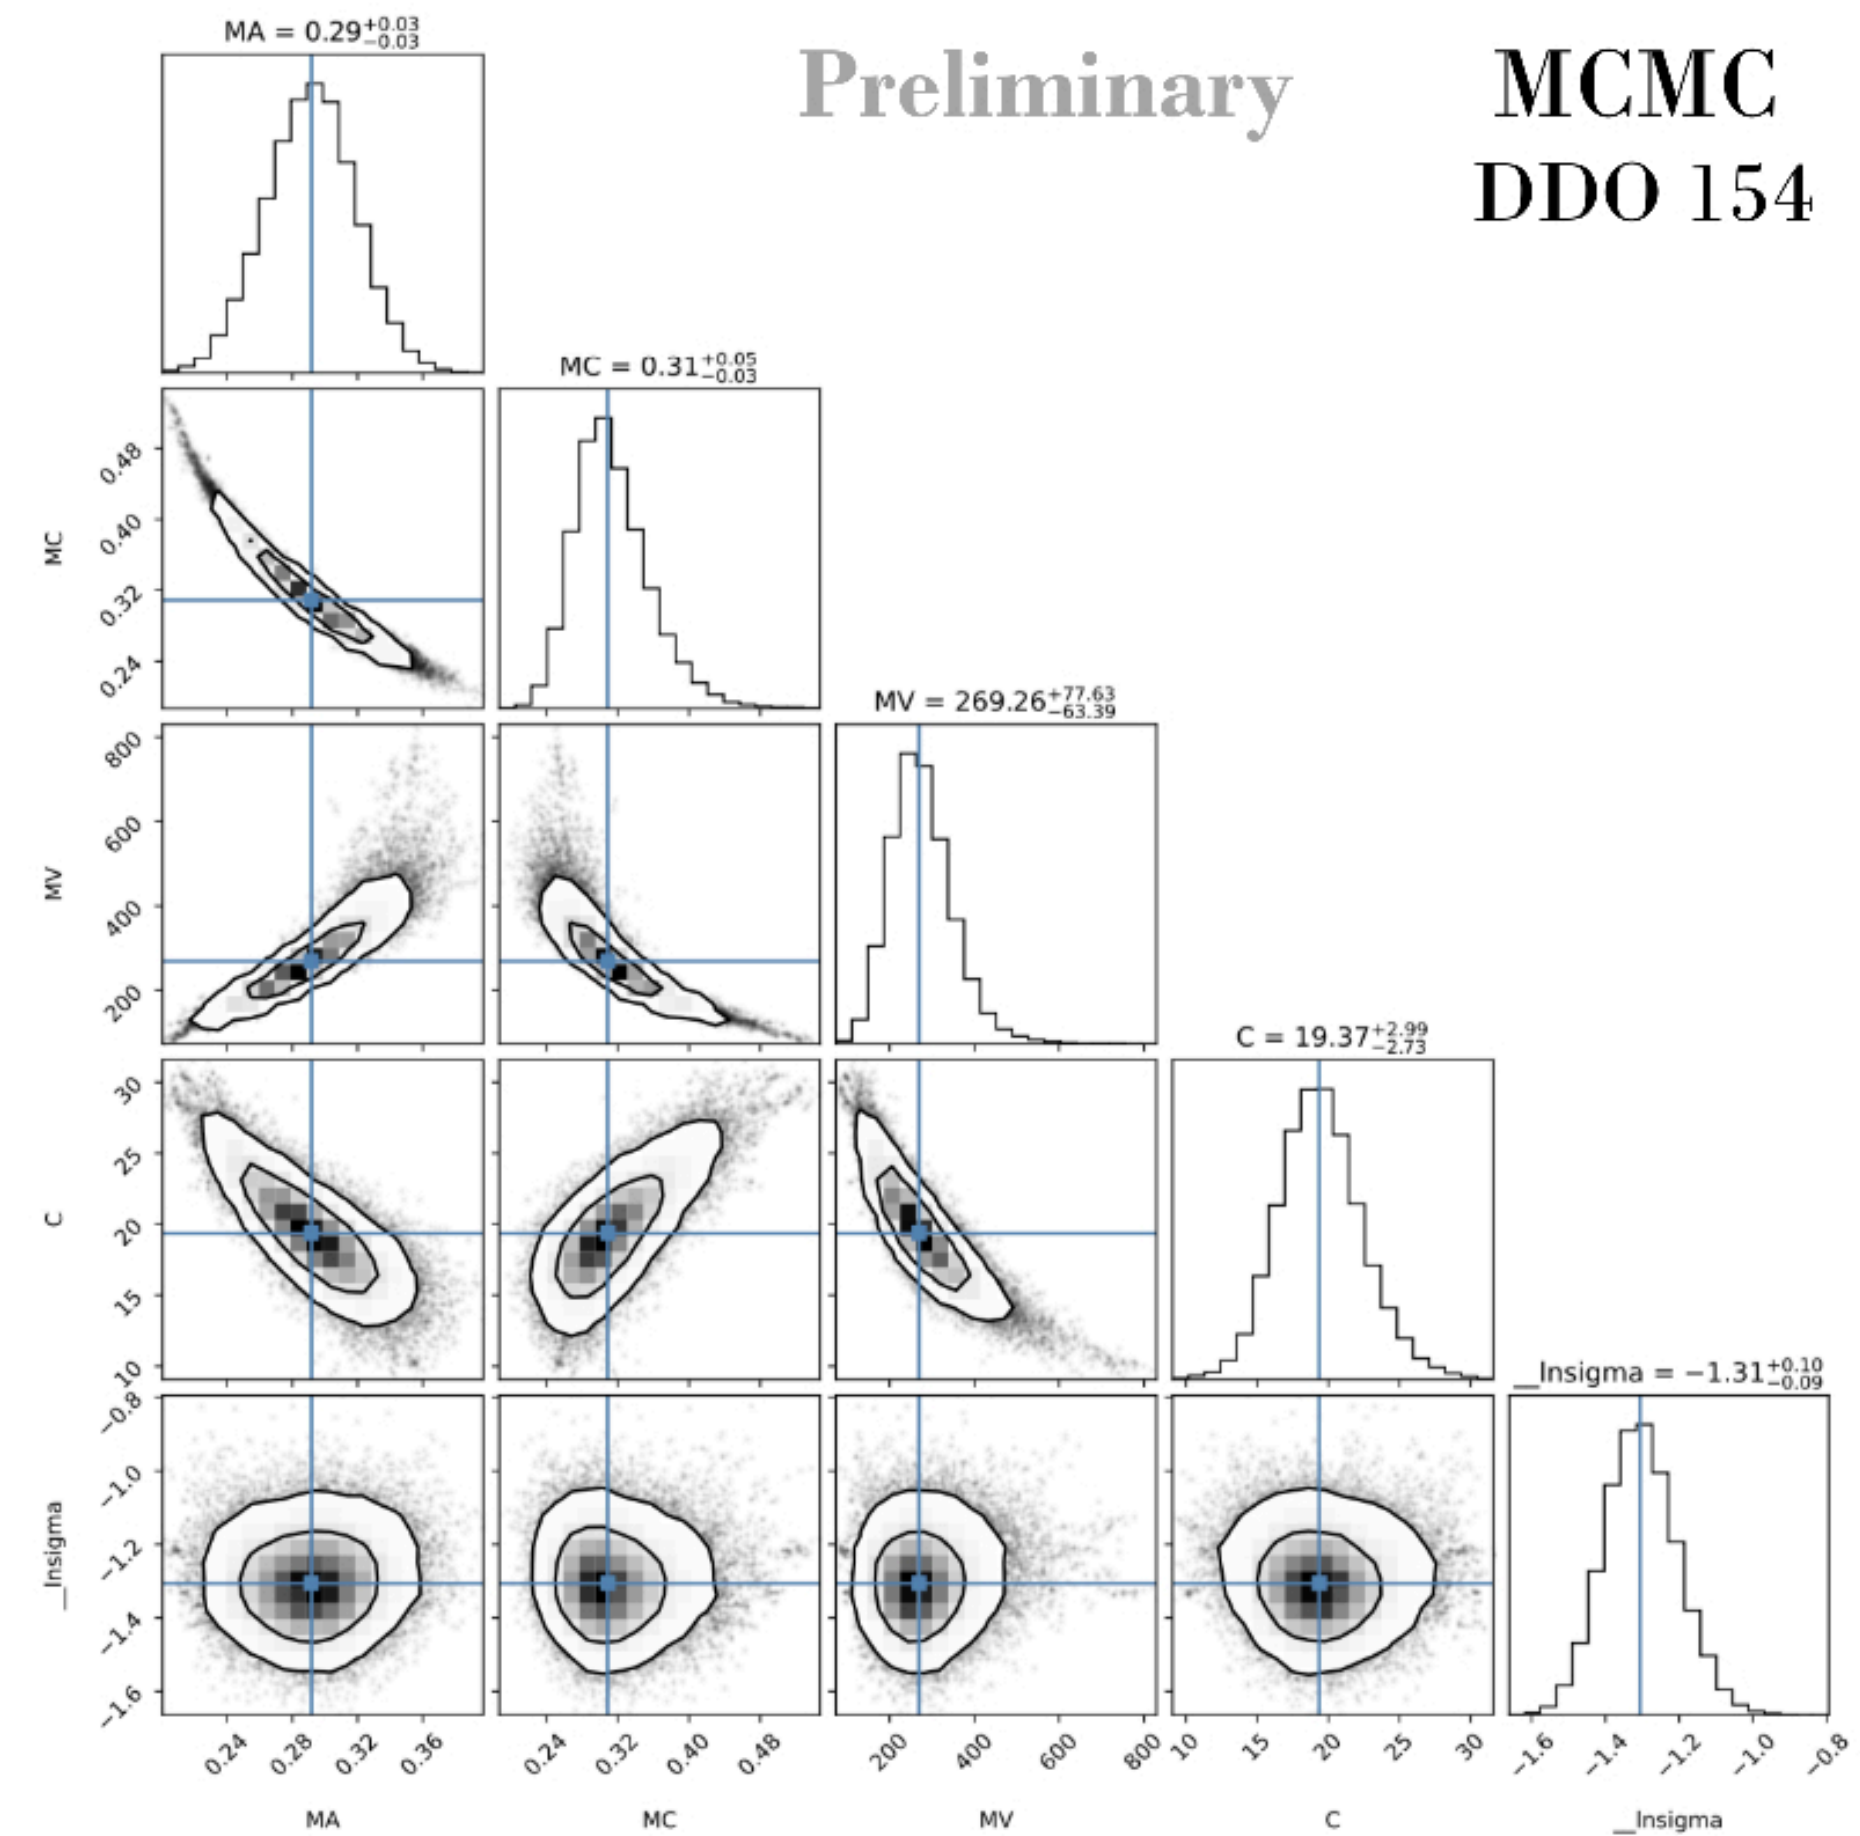 MA = 0.29 +0.03 −0.03
Preliminary
MCMC
DDO 154
MC = 0.31 +0.05 −0.03
MC
0.48
0.40
0.32
0.24
MV = 269.26 +77.63 −63.39
MV
800
600
400
200
C = 19.37 +2.99 −2.73
C
30
25
20
15
10
__lnsigma = −1.31 +0.10 −0.09
__lnsigma
−0.8
−1.0
−1.2
−1.4
−1.6
0.24 0.28 0.32 0.36
0.24 0.32 0.40 0.48
200 400 600 800
10 15 20 25 30
−1.6 −1.4 −1.2 −1.0 −0.8
MA MC MV C __lnsigma